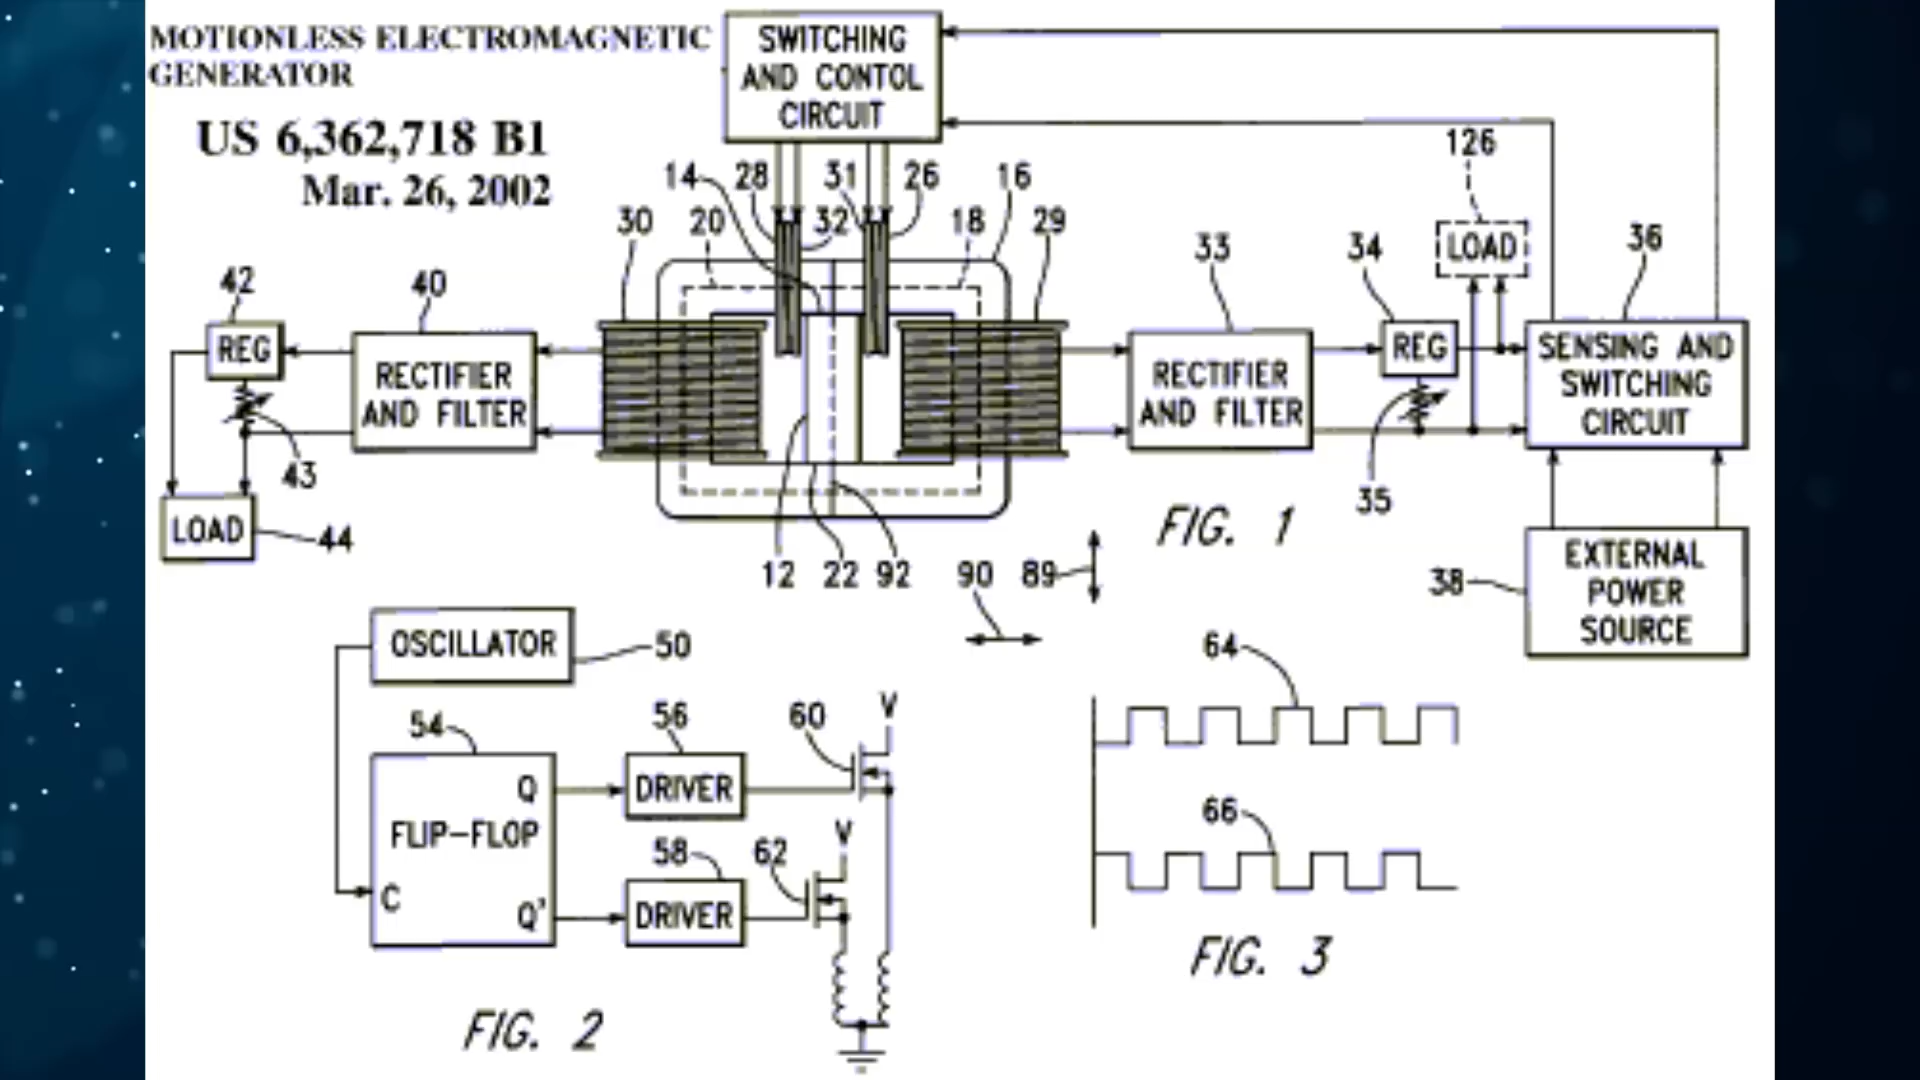 MOTIONLESS ELECTROMAGNETIC
GENERATOR
US 6,362,718 B1
Mar. 26, 2002
SWITCHING
AND CONTOL
CIRCUIT
126
14
28
31
26
16
30
20
32
18
29
33
34
LOAD
36
42
40
REG
RECTIFIER
AND FILTER
RECTIFIER
AND FILTER
REG
SENSING AND
SWITCHING
CIRCUIT
43
35
LOAD
44
FIG. 1
12
22
92
90
89
38
EXTERNAL
POWER
SOURCE
OSCILLATOR
50
54
56
60
V
FLIP-FLOP
Q
C
Q'
DRIVER
58
62
V
DRIVER
FIG. 2
64
66
FIG. 3